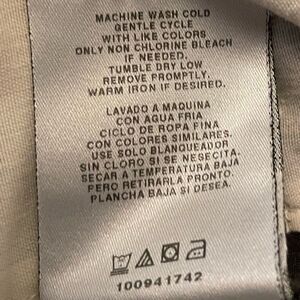 MACHINE WASH COLD
GENTLE CYCLE
WITH LIKE COLORS
ONLY NON CHLORINE BLEACH
IF NEEDED.
TUMBLE DRY LOW
REMOVE PROMPTLY.
WARM IRON IF DESIRED.
LAVADO A MAQUINA
CON AGUA FRIA
CICLO DE ROPA FINA
CON COLORES SIMILARES.
USE SOLO BLANQUEADOR
SIN CLORO SI SE NESECITA.
SECAR A TEMPERATURA BAJA
PERO RETIRARLA PRONTO.
PLANCHA BAJA SI DESEA.
100941742